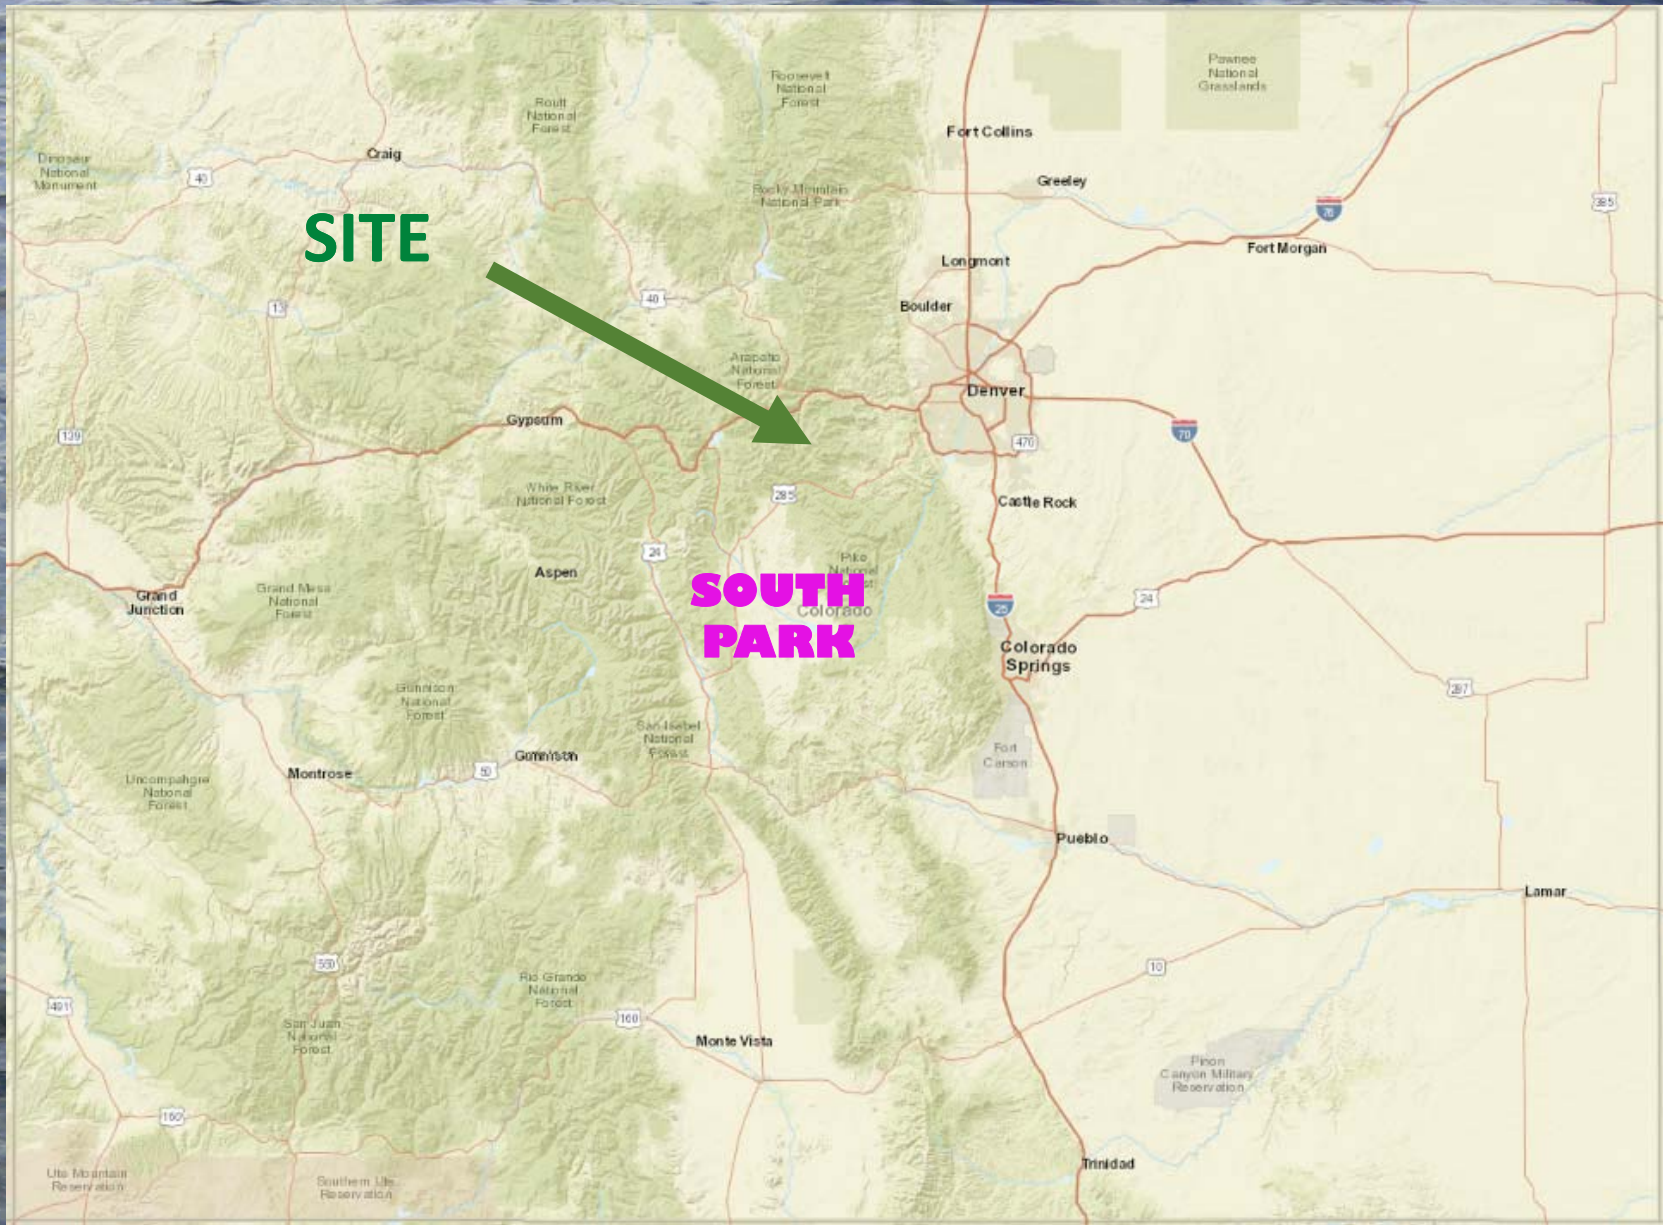 Pawnee
National
Grasslands
Roosevelt
National
Forest
Routt
National
Forest
Fort Collins
Craig
Dinosaur
National
Monument
40
Greeley
Rocky Mountain
National Park
385
76
SITE
Fort Morgan
Longmont
40
13
Boulder
Arapaho
National
Forest
Denver
Gypsum
139
470
70
White River
National Forest
285
Castle Rock
24
Pike
National
Aspen
SOUTH
PARK
Colorado
Grand Mesa
National
Forest
Grand
Junction
25
24
Colorado
Springs
Gunnison
National
Forest
287
San Isabel
National
Forest
Fort
Carson
Gunnison
50
Montrose
Uncompahgre
National
Forest
Pueblo
Lamar
550
10
Rio Grande
National
Forest
491
160
San Juan
National
Forest
Monte Vista
Pinon
Canyon Military
Reservation
160
Trinidad
Ute Mountain
Reservation
Southern Ute
Reservation